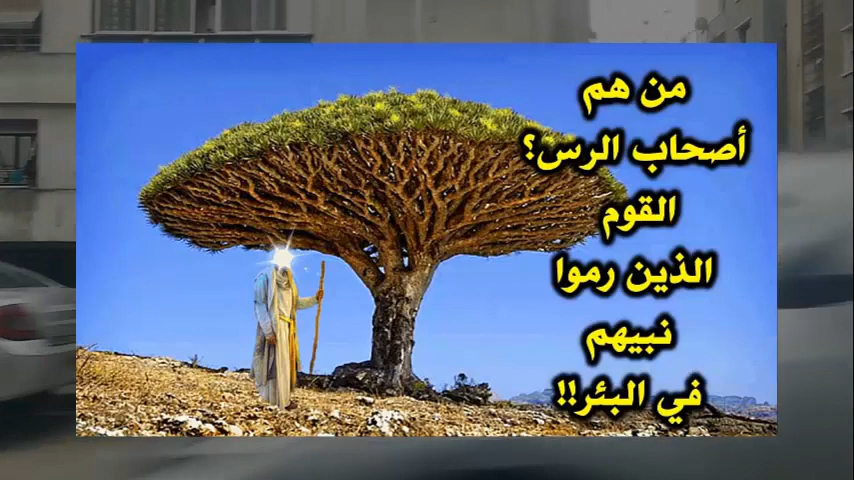 من هم
أصحاب الرس؟
القوم
الذين رموا
نبيهم
في البئر!!